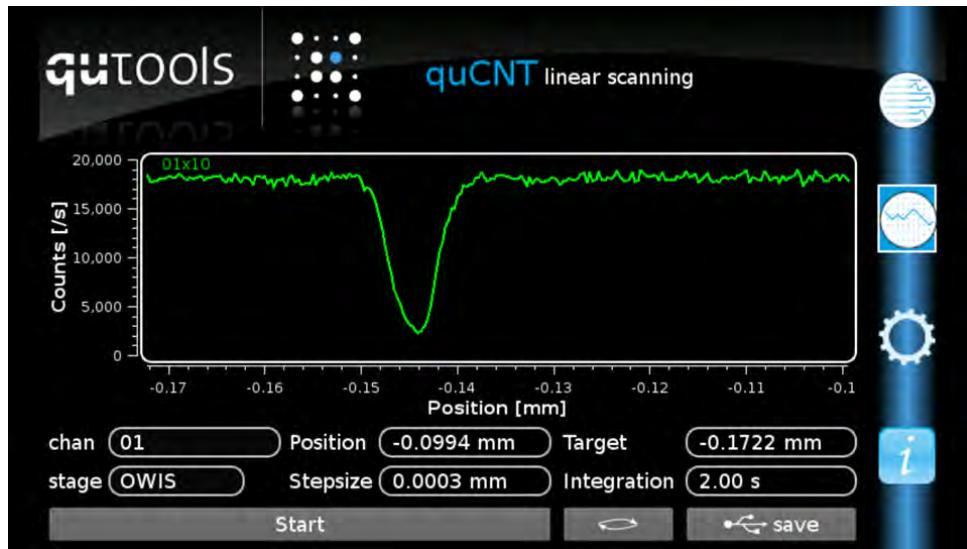 qutools
quCNT linear scanning
01x10
20,000
15,000
10,000
5,000
0
Counts [/s]
-0.17 -0.16 -0.15 -0.14 -0.13 -0.12 -0.11 -0.1
Position [mm]
chan 01 Position -0.0994 mm Target -0.1722 mm
stage OWIS Stepsize 0.0003 mm Integration 2.00 s
Start save
i